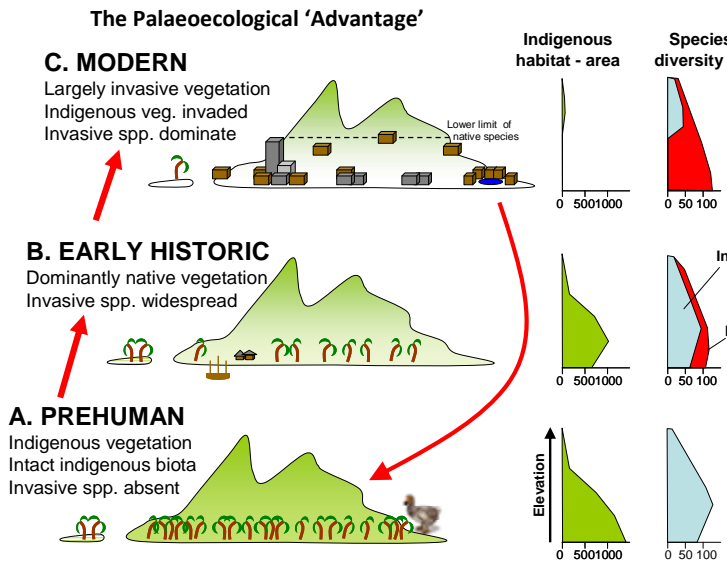 The Palaeoecological ‘Advantage’
Indigenous
habitat - area
Species
diversity
C. MODERN
Largely invasive vegetation
Indigenous veg. invaded
Invasive spp. dominate
Lower limit of
native species
0 500 1000
0 50 100
B. EARLY HISTORIC
Dominantly native vegetation
Invasive spp. widespread
0 500 1000
0 50 100
A. PREHUMAN
Indigenous vegetation
Intact indigenous biota
Invasive spp. absent
Elevation
0 500 1000
0 50 100